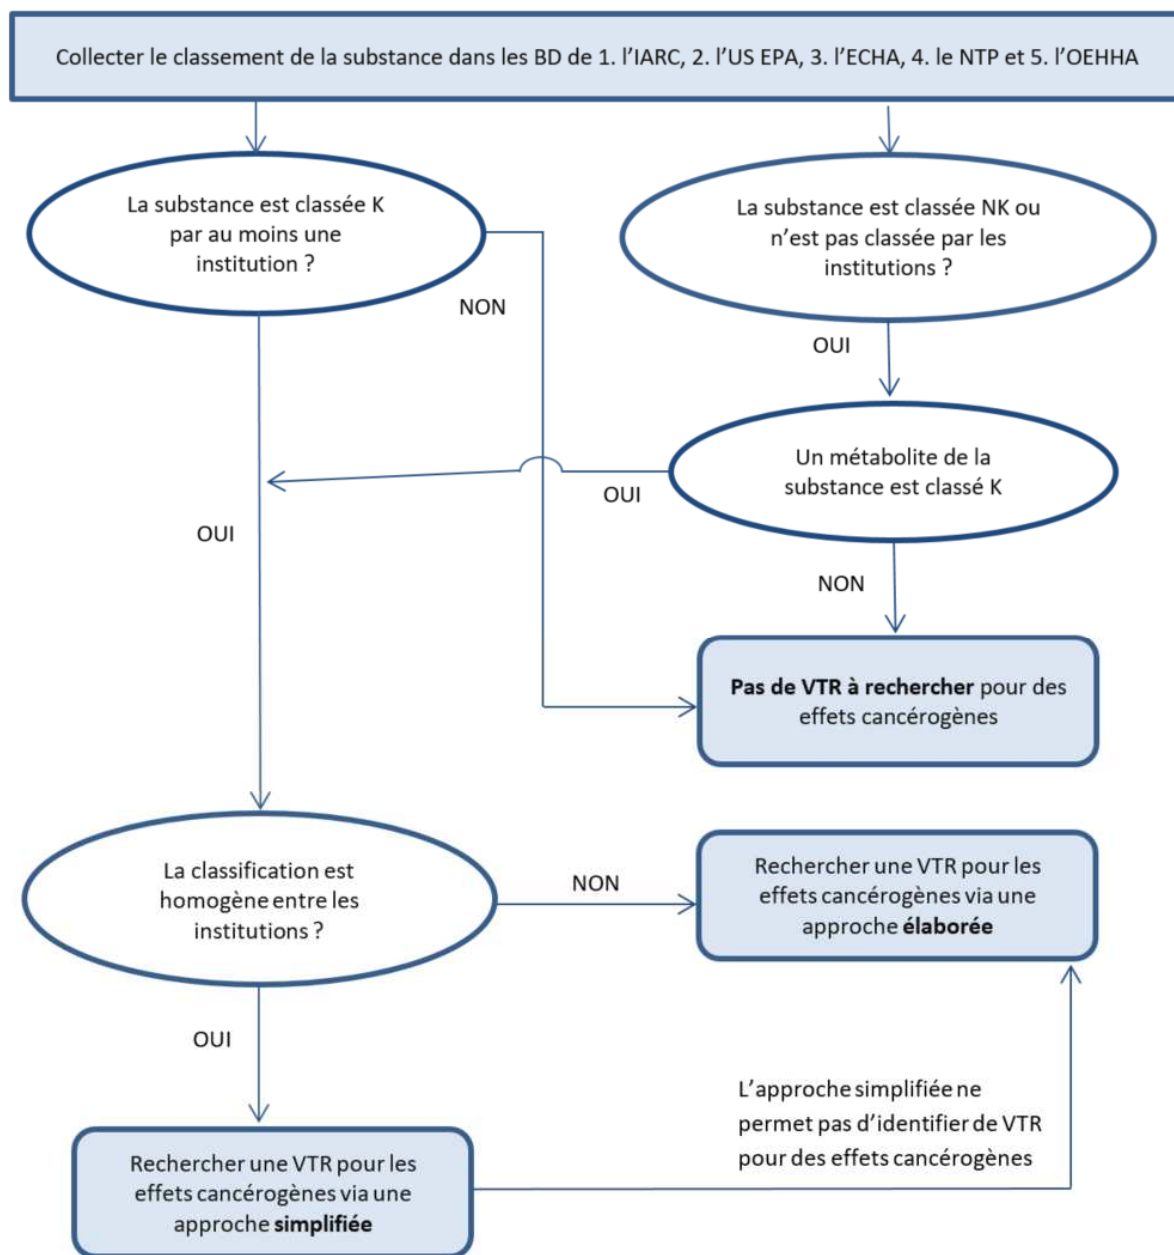 Collecter le classement de la substance dans les BD de 1. l’IARC, 2. l’US EPA, 3. l’ECHA, 4. le NTP et 5. l’OEHHA
La substance est classée K
par au moins une
institution ?
La substance est classée NK ou
n’est pas classée par les
institutions ?
NON
OUI
Un métabolite de la
substance est classé K
OUI
OUI
NON
Pas de VTR à rechercher pour des
effets cancérogènes
La classification est
homogène entre les
institutions ?
NON
Rechercher une VTR pour les
effets cancérogènes via une
approche élaborée
OUI
L’approche simplifiée ne
permet pas d’identifier de VTR
pour des effets cancérogènes
Rechercher une VTR pour les
effets cancérogènes via une
approche simplifiée